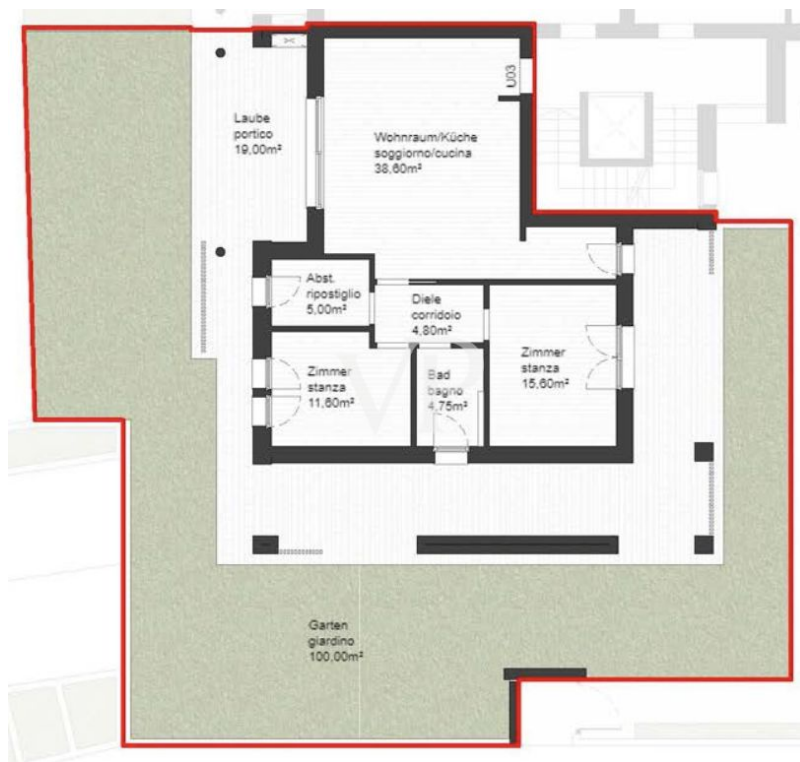 Laube
portico
19,00m²
Wohnraum/Küche
soggiorno/cucina
38,60m²
U03
Abst.
ripostiglio
5,00m²
Diele
corridoio
4,80m²
Zimmer
stanza
11,60m²
Bad
bagno
4,75m²
Zimmer
stanza
15,60m²
VP
Garten
giardino
100,00m²